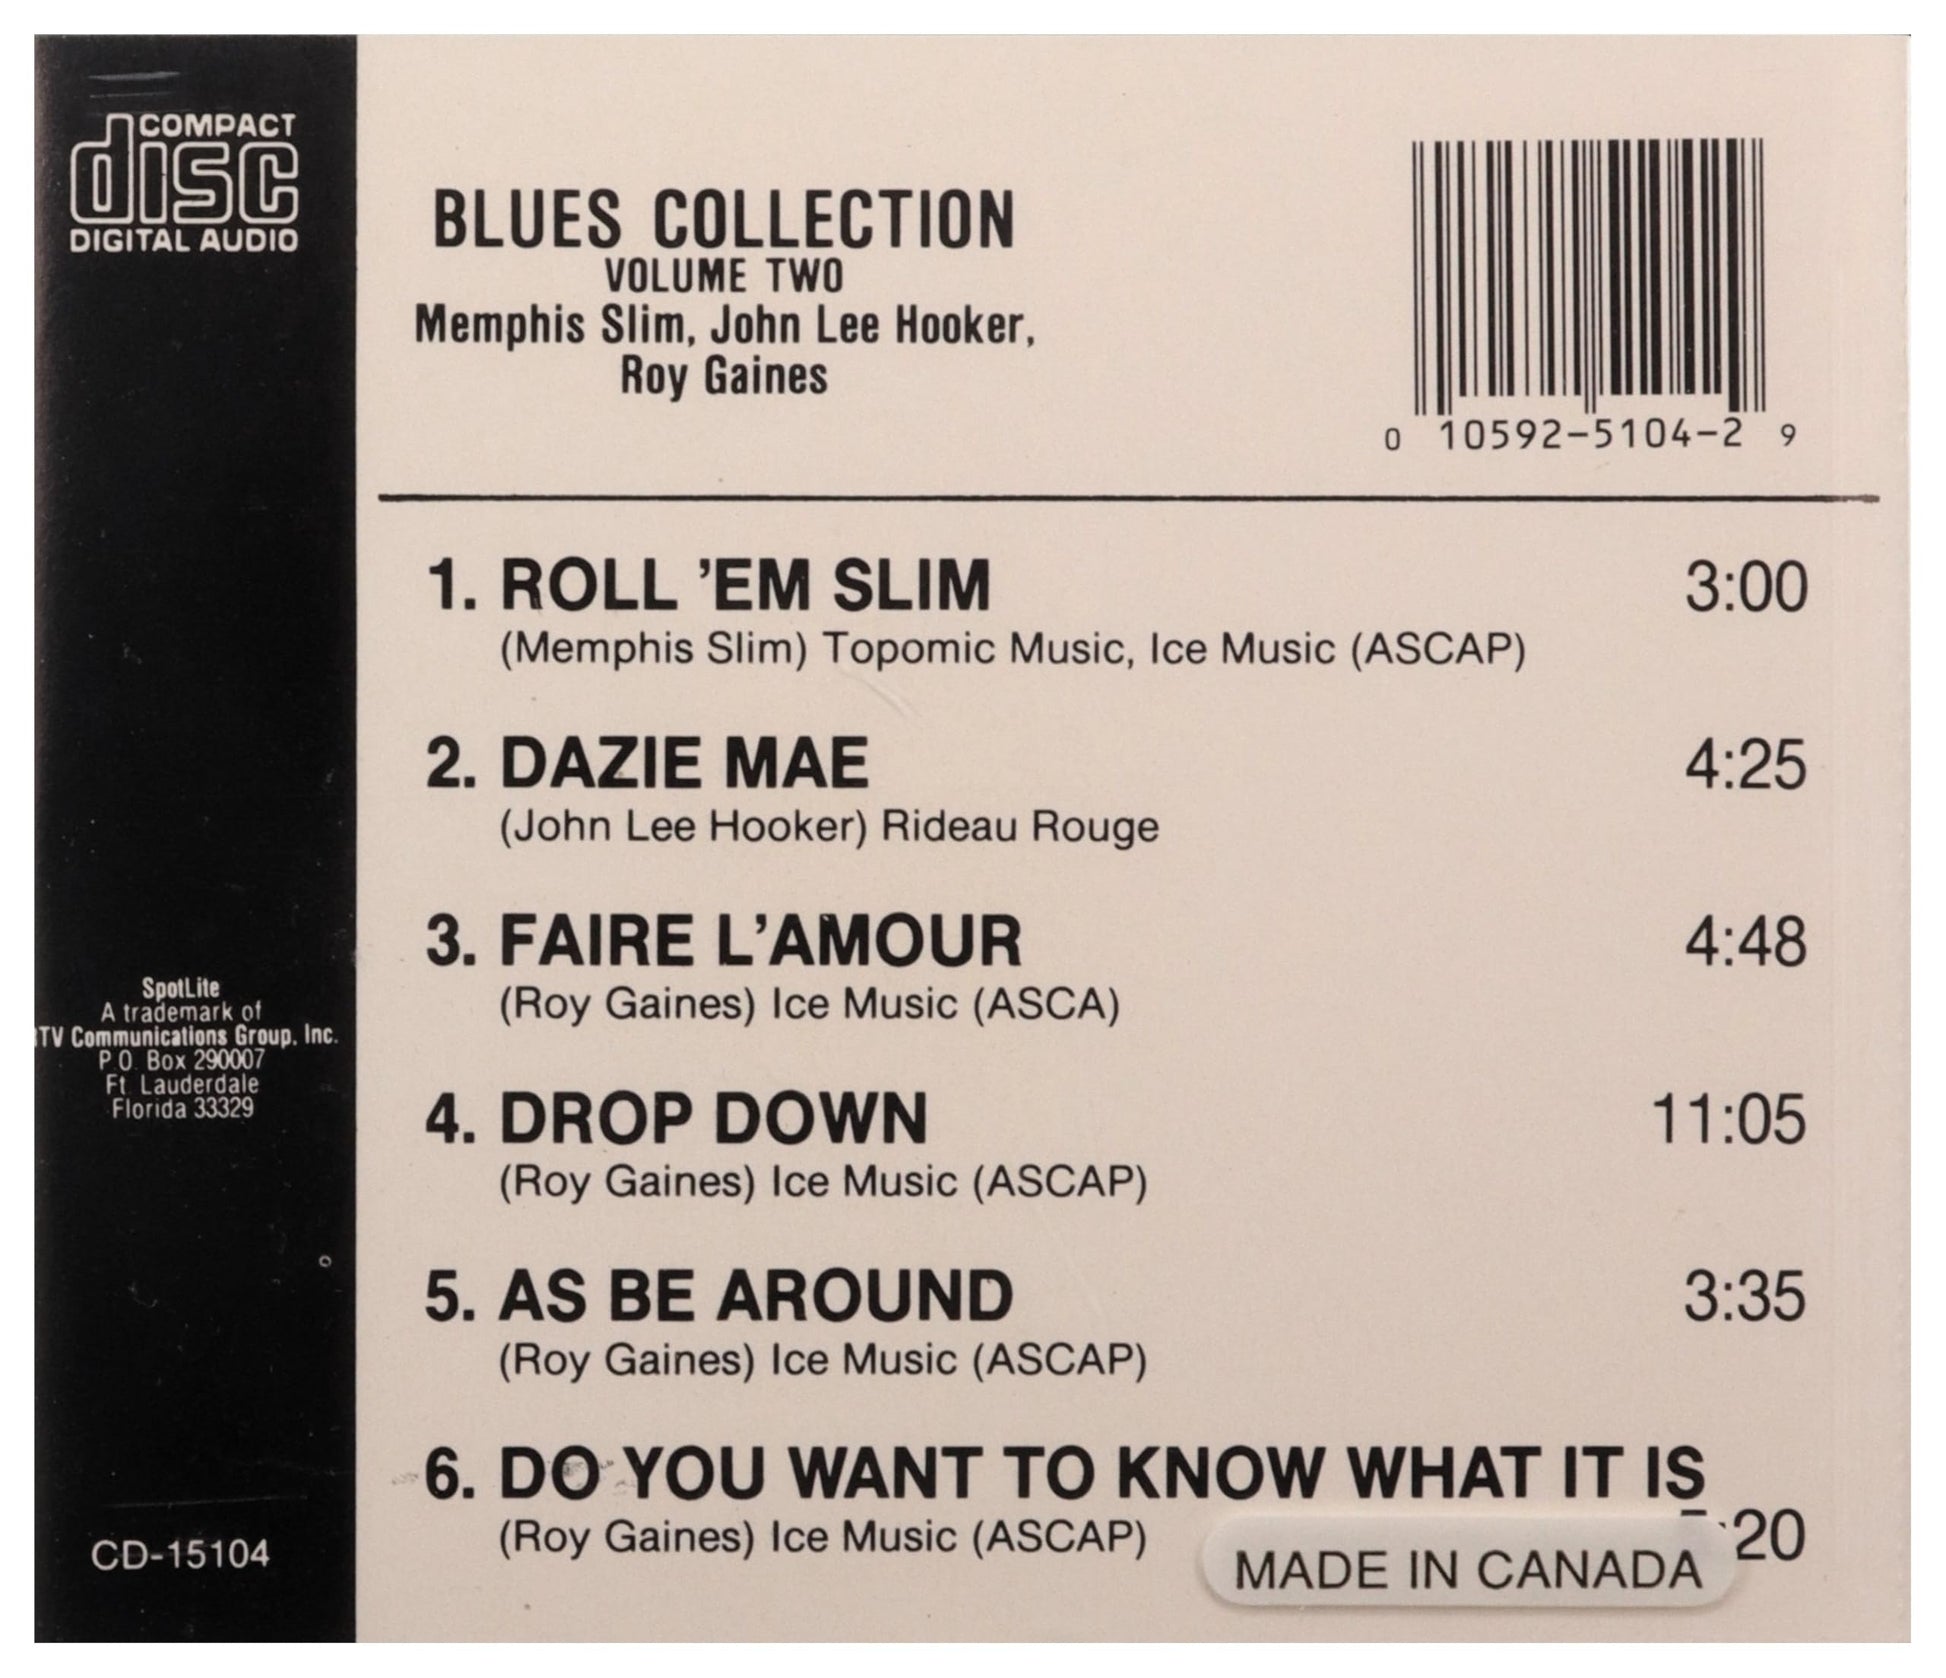 COMPACT
disc
DIGITAL AUDIO
BLUES COLLECTION
VOLUME TWO
Memphis Slim, John Lee Hooker,
Roy Gaines
0 10592-5104-2 9
1. ROLL 'EM SLIM 3:00
(Memphis Slim) Topomic Music, Ice Music (ASCAP)
2. DAZIE MAE 4:25
(John Lee Hooker) Rideau Rouge
3. FAIRE L'AMOUR 4:48
(Roy Gaines) Ice Music (ASCA)
4. DROP DOWN 11:05
(Roy Gaines) Ice Music (ASCAP)
5. AS BE AROUND 3:35
(Roy Gaines) Ice Music (ASCAP)
6. DO YOU WANT TO KNOW WHAT IT IS
(Roy Gaines) Ice Music (ASCAP) :20
MADE IN CANADA
SpotLite
A trademark of
Communications Group, Inc.
P.O. Box 290007
Ft. Lauderdale
Florida 33329
CD-15104